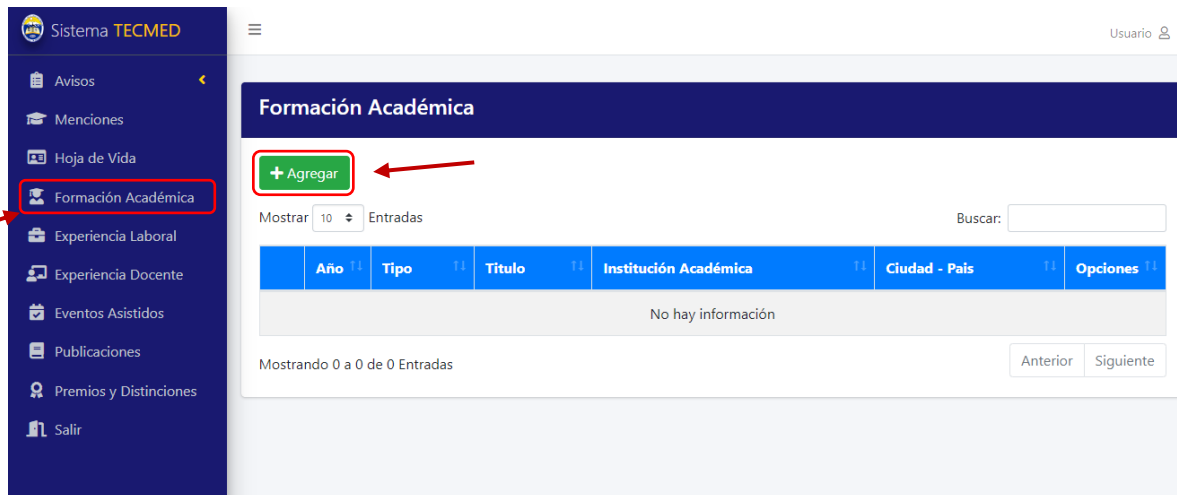 Sistema TECMED
Usuario
Avisos
Menciones
Hoja de Vida
Formación Académica
Experiencia Laboral
Experiencia Docente
Eventos Asistidos
Publicaciones
Premios y Distinciones
Salir
Formación Académica
+ Agregar
Mostrar 10 Entradas Buscar:
Año Tipo Titulo Institución Académica Ciudad - Pais Opciones
No hay información
Mostrando 0 a 0 de 0 Entradas Anterior Siguiente